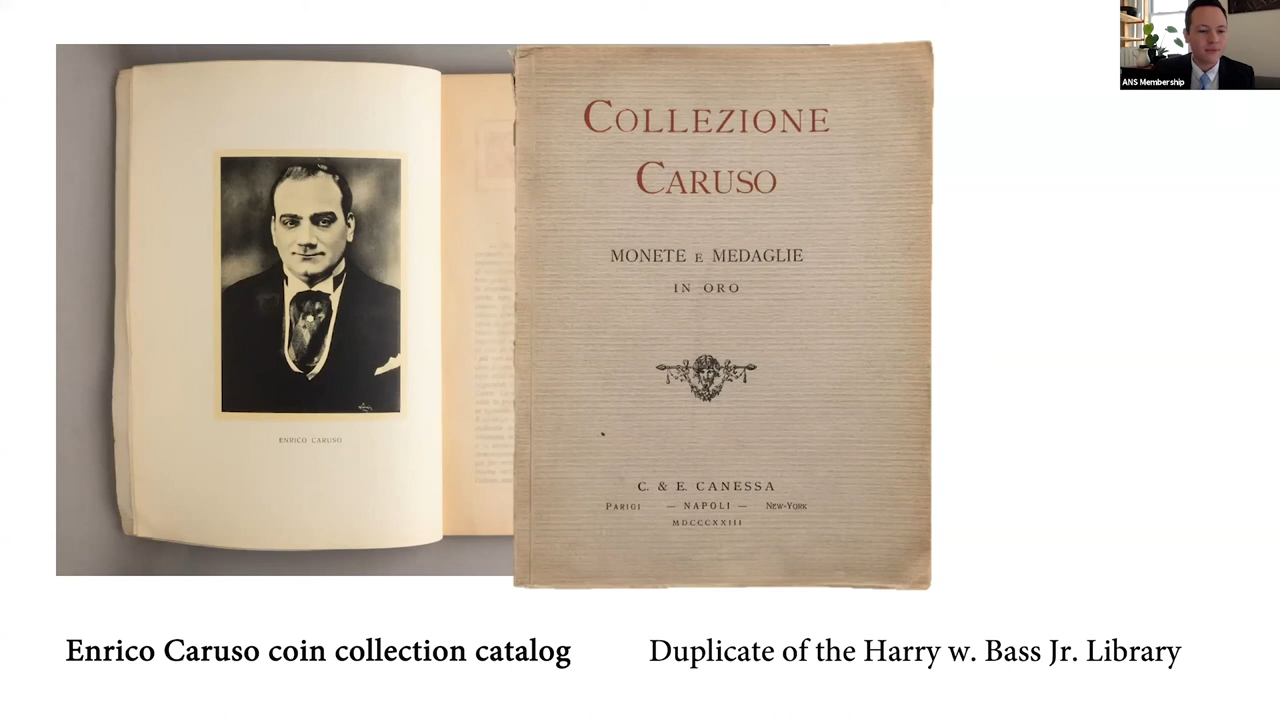 ANS Membership
COLLEZIONE
CARUSO
MONETE E MEDAGLIE
IN ORO
C. & E. CANESSA
PARIGI — NAPOLI — NEW-YORK
MDCCCXXIII
ENRICO CARUSO
Enrico Caruso coin collection catalog
Duplicate of the Harry w. Bass Jr. Library